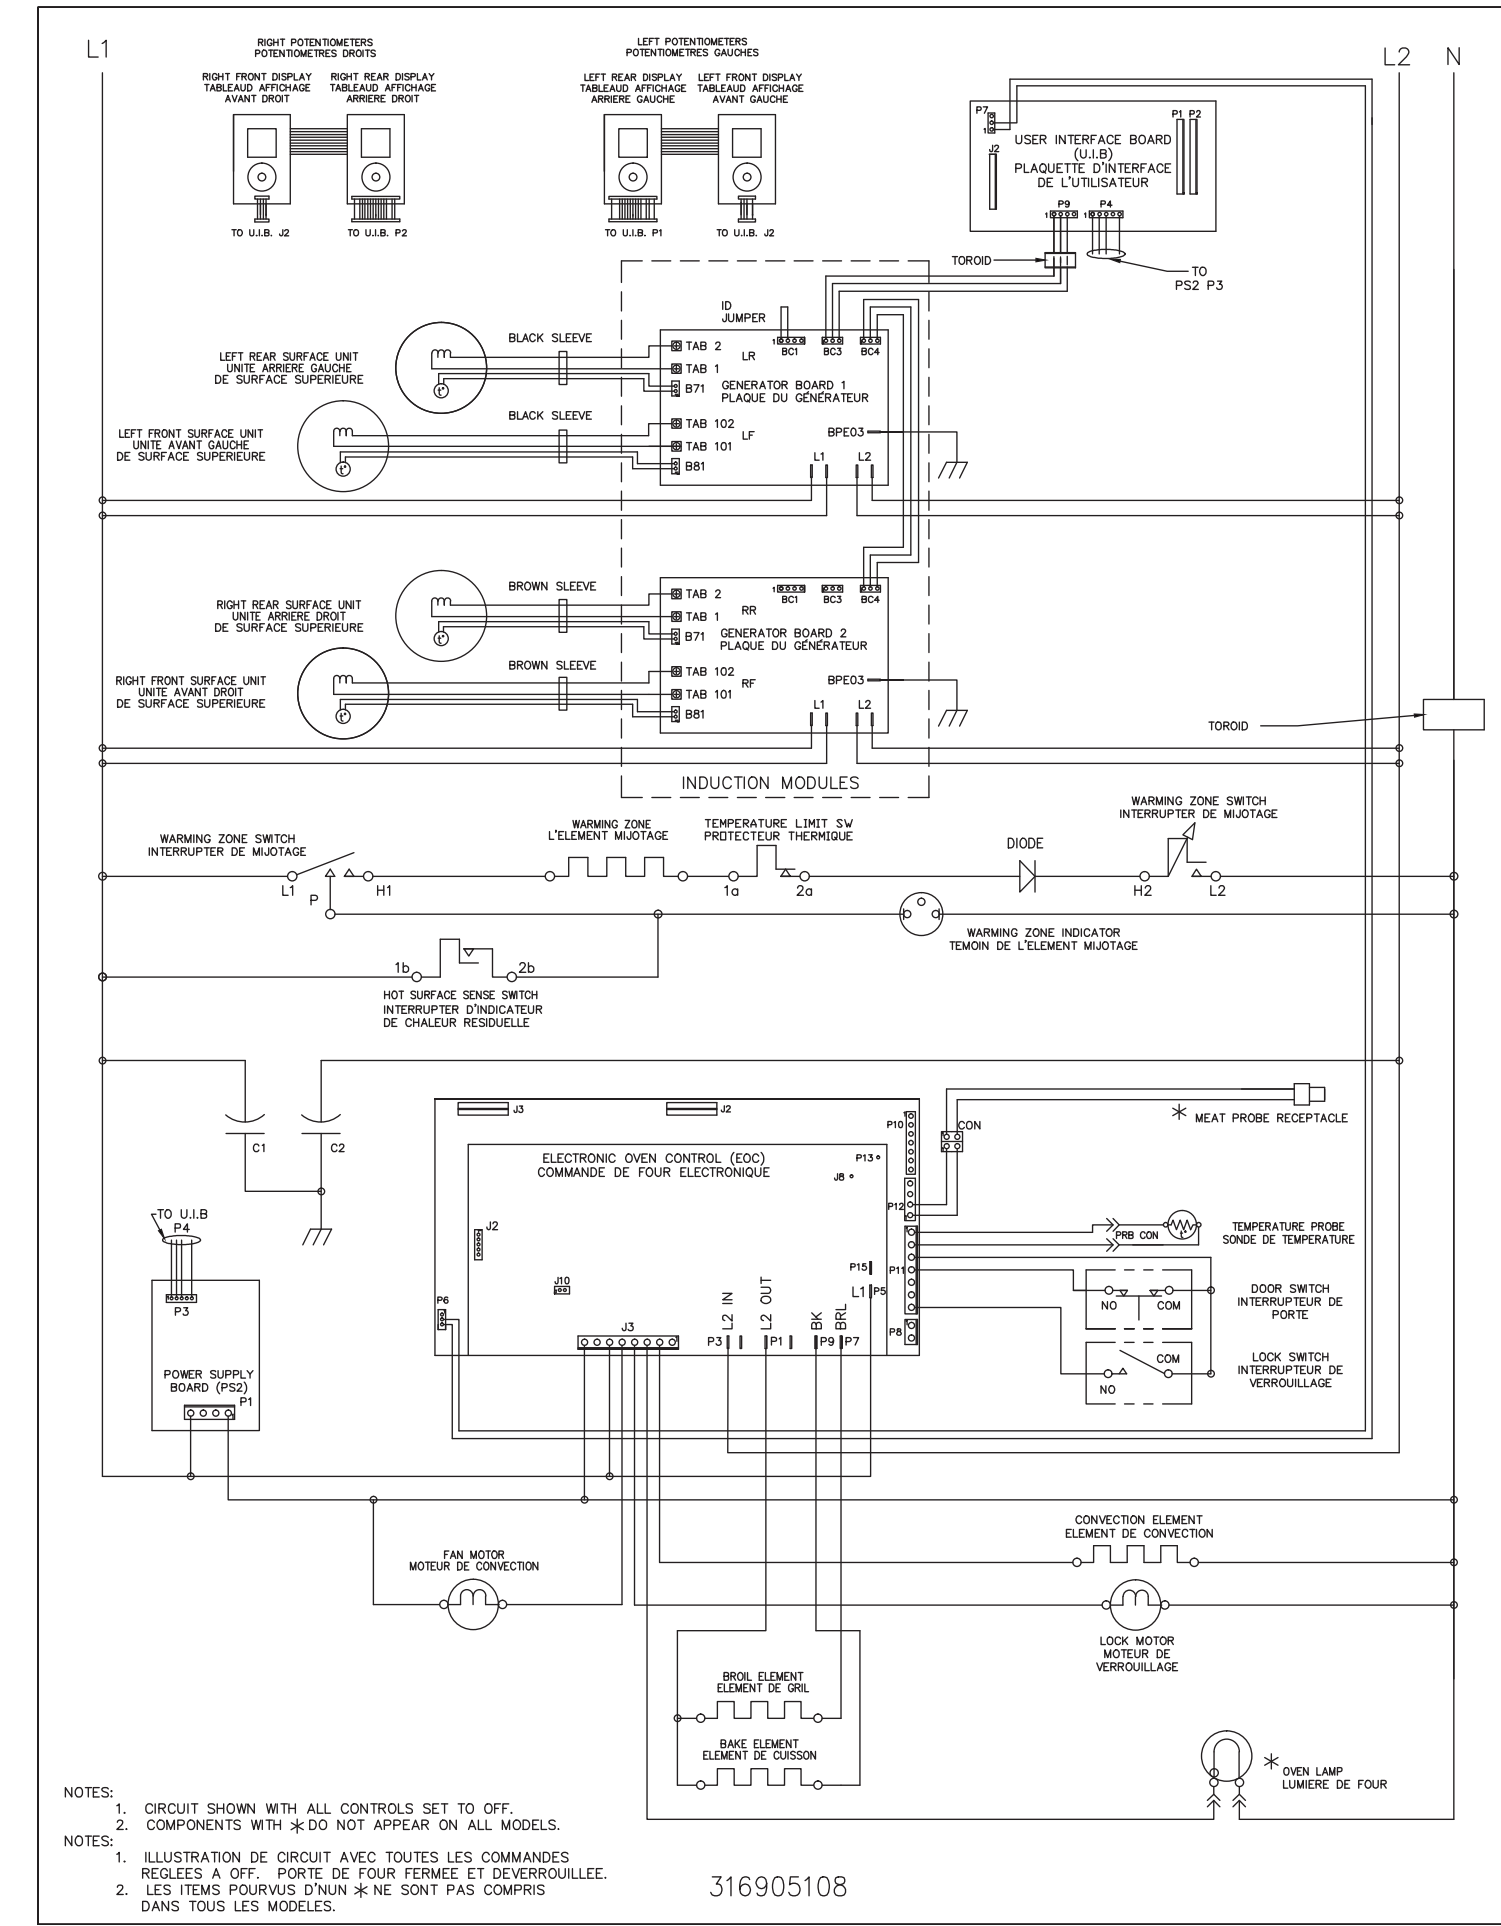 L1
RIGHT POTENTIOMETERS
POTENTIOMETRES DROITS
LEFT POTENTIOMETERS
POTENTIOMETRES GAUCHES
L2
N
RIGHT FRONT DISPLAY
TABLEAUD AFFICHAGE
AVANT DROIT
RIGHT REAR DISPLAY
TABLEAUD AFFICHAGE
ARRIERE DROIT
LEFT REAR DISPLAY
TABLEAUD AFFICHAGE
ARRIERE GAUCHE
LEFT FRONT DISPLAY
TABLEAUD AFFICHAGE
AVANT GAUCHE
TO U.I.B. J2
TO U.I.B. P2
TO U.I.B. P1
TO U.I.B. J2
P7
1
J2
P1 P2
USER INTERFACE BOARD
(U.I.B)
PLAQUETTE D'INTERFACE
DE L'UTILISATEUR
P9
1
P4
1
TOROID
TO
PS2 P3
ID
JUMPER
BLACK SLEEVE
LEFT REAR SURFACE UNIT
UNITE ARRIERE GAUCHE
DE SURFACE SUPERIEURE
t°
TAB 2
LR
TAB 1
B71
1
BC1
BC3
BC4
GENERATOR BOARD 1
PLAQUE DU GÉNÉRATEUR
BLACK SLEEVE
LEFT FRONT SURFACE UNIT
UNITE AVANT GAUCHE
DE SURFACE SUPERIEURE
t°
TAB 102
LF
TAB 101
B81
BPE03
L1
L2
BROWN SLEEVE
RIGHT REAR SURFACE UNIT
UNITE ARRIERE DROIT
DE SURFACE SUPERIEURE
t°
TAB 2
RR
TAB 1
B71
1
BC1
BC3
BC4
GENERATOR BOARD 2
PLAQUE DU GÉNÉRATEUR
BROWN SLEEVE
RIGHT FRONT SURFACE UNIT
UNITE AVANT DROIT
DE SURFACE SUPERIEURE
t°
TAB 102
RF
TAB 101
B81
BPE03
L1
L2
TOROID
INDUCTION MODULES
WARMING ZONE SWITCH
INTERRUPTER DE MIJOTAGE
WARMING ZONE
L'ELEMENT MIJOTAGE
TEMPERATURE LIMIT SW
PROTECTEUR THERMIQUE
DIODE
WARMING ZONE SWITCH
INTERRUPTER DE MIJOTAGE
L1
P
H1
1a
2a
H2
L2
WARMING ZONE INDICATOR
TEMOIN DE L'ELEMENT MIJOTAGE
1b
2b
HOT SURFACE SENSE SWITCH
INTERRUPTER D'INDICATEUR
DE CHALEUR RESIDUELLE
C1
C2
J3
J2
P10
1
CON
✳ MEAT PROBE RECEPTACLE
ELECTRONIC OVEN CONTROL (EOC)
COMMANDE DE FOUR ELECTRONIQUE
P13
J8
P12
TO U.I.B
P4
J2
J10
P6
P15
L1
P5
P11
P8
PRB CON
t°
TEMPERATURE PROBE
SONDE DE TEMPERATURE
NO
COM
DOOR SWITCH
INTERRUPTEUR DE
PORTE
NO
COM
LOCK SWITCH
INTERRUPTEUR DE
VERROUILLAGE
P3
POWER SUPPLY
BOARD (PS2)
P1
1
J3
L2 IN
L2 OUT
BK
BRL
P3
P1
P9
P7
FAN MOTOR
MOTEUR DE CONVECTION
CONVECTION ELEMENT
ELEMENT DE CONVECTION
LOCK MOTOR
MOTEUR DE
VERROUILLAGE
BROIL ELEMENT
ELEMENT DE GRIL
BAKE ELEMENT
ELEMENT DE CUISSON
✳ OVEN LAMP
LUMIERE DE FOUR
NOTES:
1. CIRCUIT SHOWN WITH ALL CONTROLS SET TO OFF.
2. COMPONENTS WITH ✳ DO NOT APPEAR ON ALL MODELS.
NOTES:
1. ILLUSTRATION DE CIRCUIT AVEC TOUTES LES COMMANDES
REGLEES A OFF. PORTE DE FOUR FERMEE ET DEVERROUILLEE.
2. LES ITEMS POURVUS D'NUN ✳ NE SONT PAS COMPRIS
DANS TOUS LES MODELES.
316905108